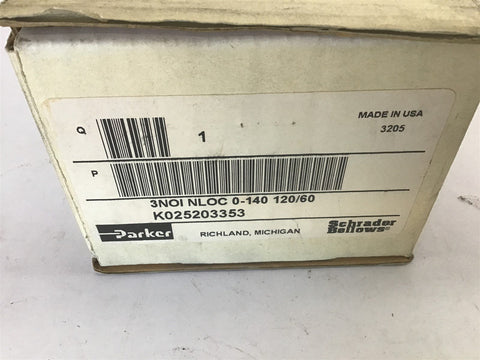 MADE IN USA
Q 1 3205
P
3NOI NLOC 0-140 120/60
K025203353
Parker RICHLAND, MICHIGAN Schrader
Bellows®